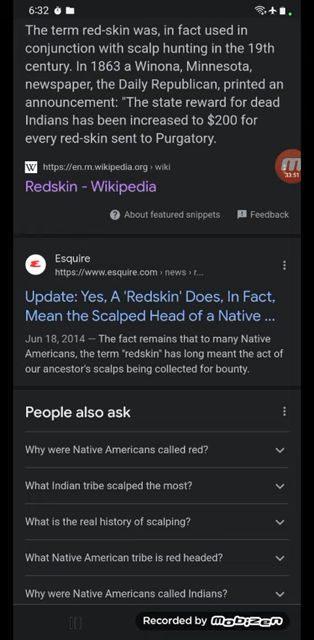 6:32
The term red-skin was, in fact used in
conjunction with scalp hunting in the 19th
century. In 1863 a Winona, Minnesota,
newspaper, the Daily Republican, printed an
announcement: "The state reward for dead
Indians has been increased to $200 for
every red-skin sent to Purgatory.
W https://en.m.wikipedia.org › wiki
33:51
Redskin - Wikipedia
About featured snippets
Feedback
Esquire
https://www.esquire.com › news › r...
Update: Yes, A 'Redskin' Does, In Fact,
Mean the Scalped Head of a Native ...
Jun 18, 2014 — The fact remains that to many Native
Americans, the term "redskin" has long meant the act of
our ancestor's scalps being collected for bounty.
People also ask
Why were Native Americans called red?
What Indian tribe scalped the most?
What is the real history of scalping?
What Native American tribe is red headed?
Why were Native Americans called Indians?
Recorded by Mobizen